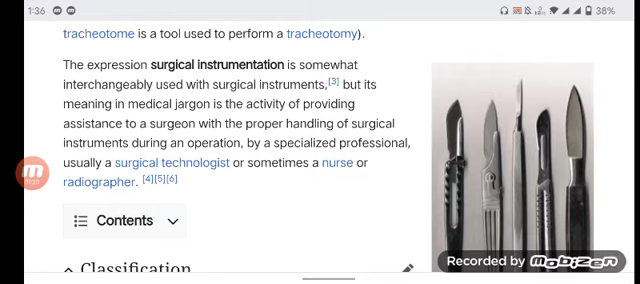 1:36
38%
tracheotome is a tool used to perform a tracheotomy).
The expression surgical instrumentation is somewhat
interchangeably used with surgical instruments,[3] but its
meaning in medical jargon is the activity of providing
assistance to a surgeon with the proper handling of surgical
instruments during an operation, by a specialized professional,
usually a surgical technologist or sometimes a nurse or
radiographer. [4][5][6]
Contents
Classification
Recorded by mobizen